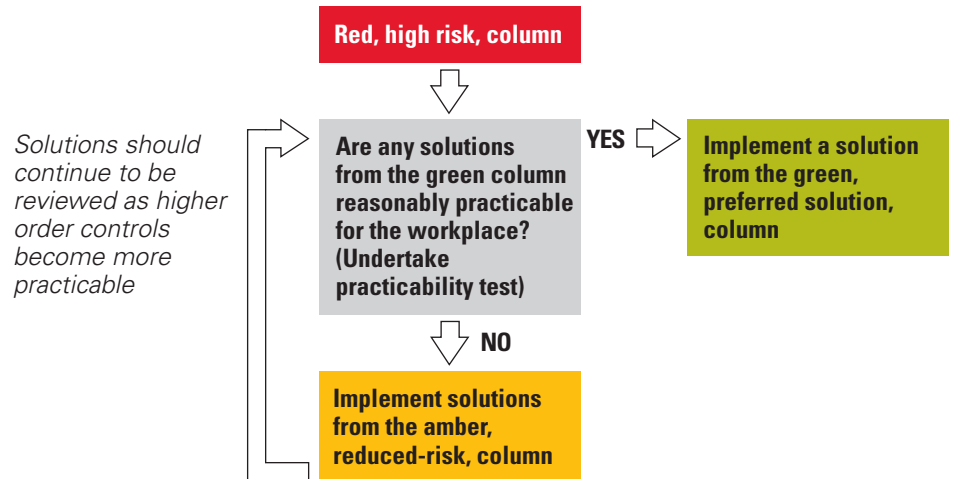 Red, high risk, column
Solutions should
continue to be
reviewed as higher
order controls
become more
practicable
Are any solutions
from the green column
reasonably practicable
for the workplace?
(Undertake
practicability test)
YES
Implement a solution
from the green,
preferred solution,
column
NO
Implement solutions
from the amber,
reduced-risk, column